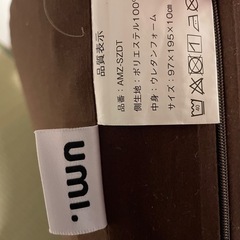 品質表示
品番：AMZ-SZDT
側生地：ポリエステル100%
中身：ウレタンフォーム
サイズ：97×195×10cm
umi.
40